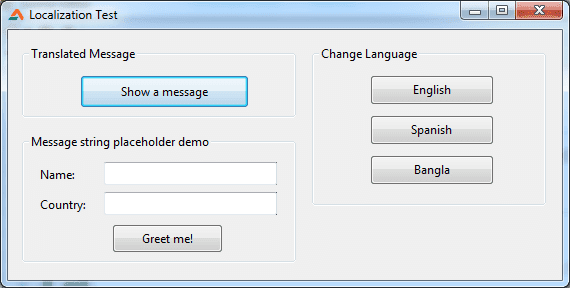 Localization Test
Translated Message
Show a message
Message string placeholder demo
Name:
Country:
Greet me!
Change Language
English
Spanish
Bangla